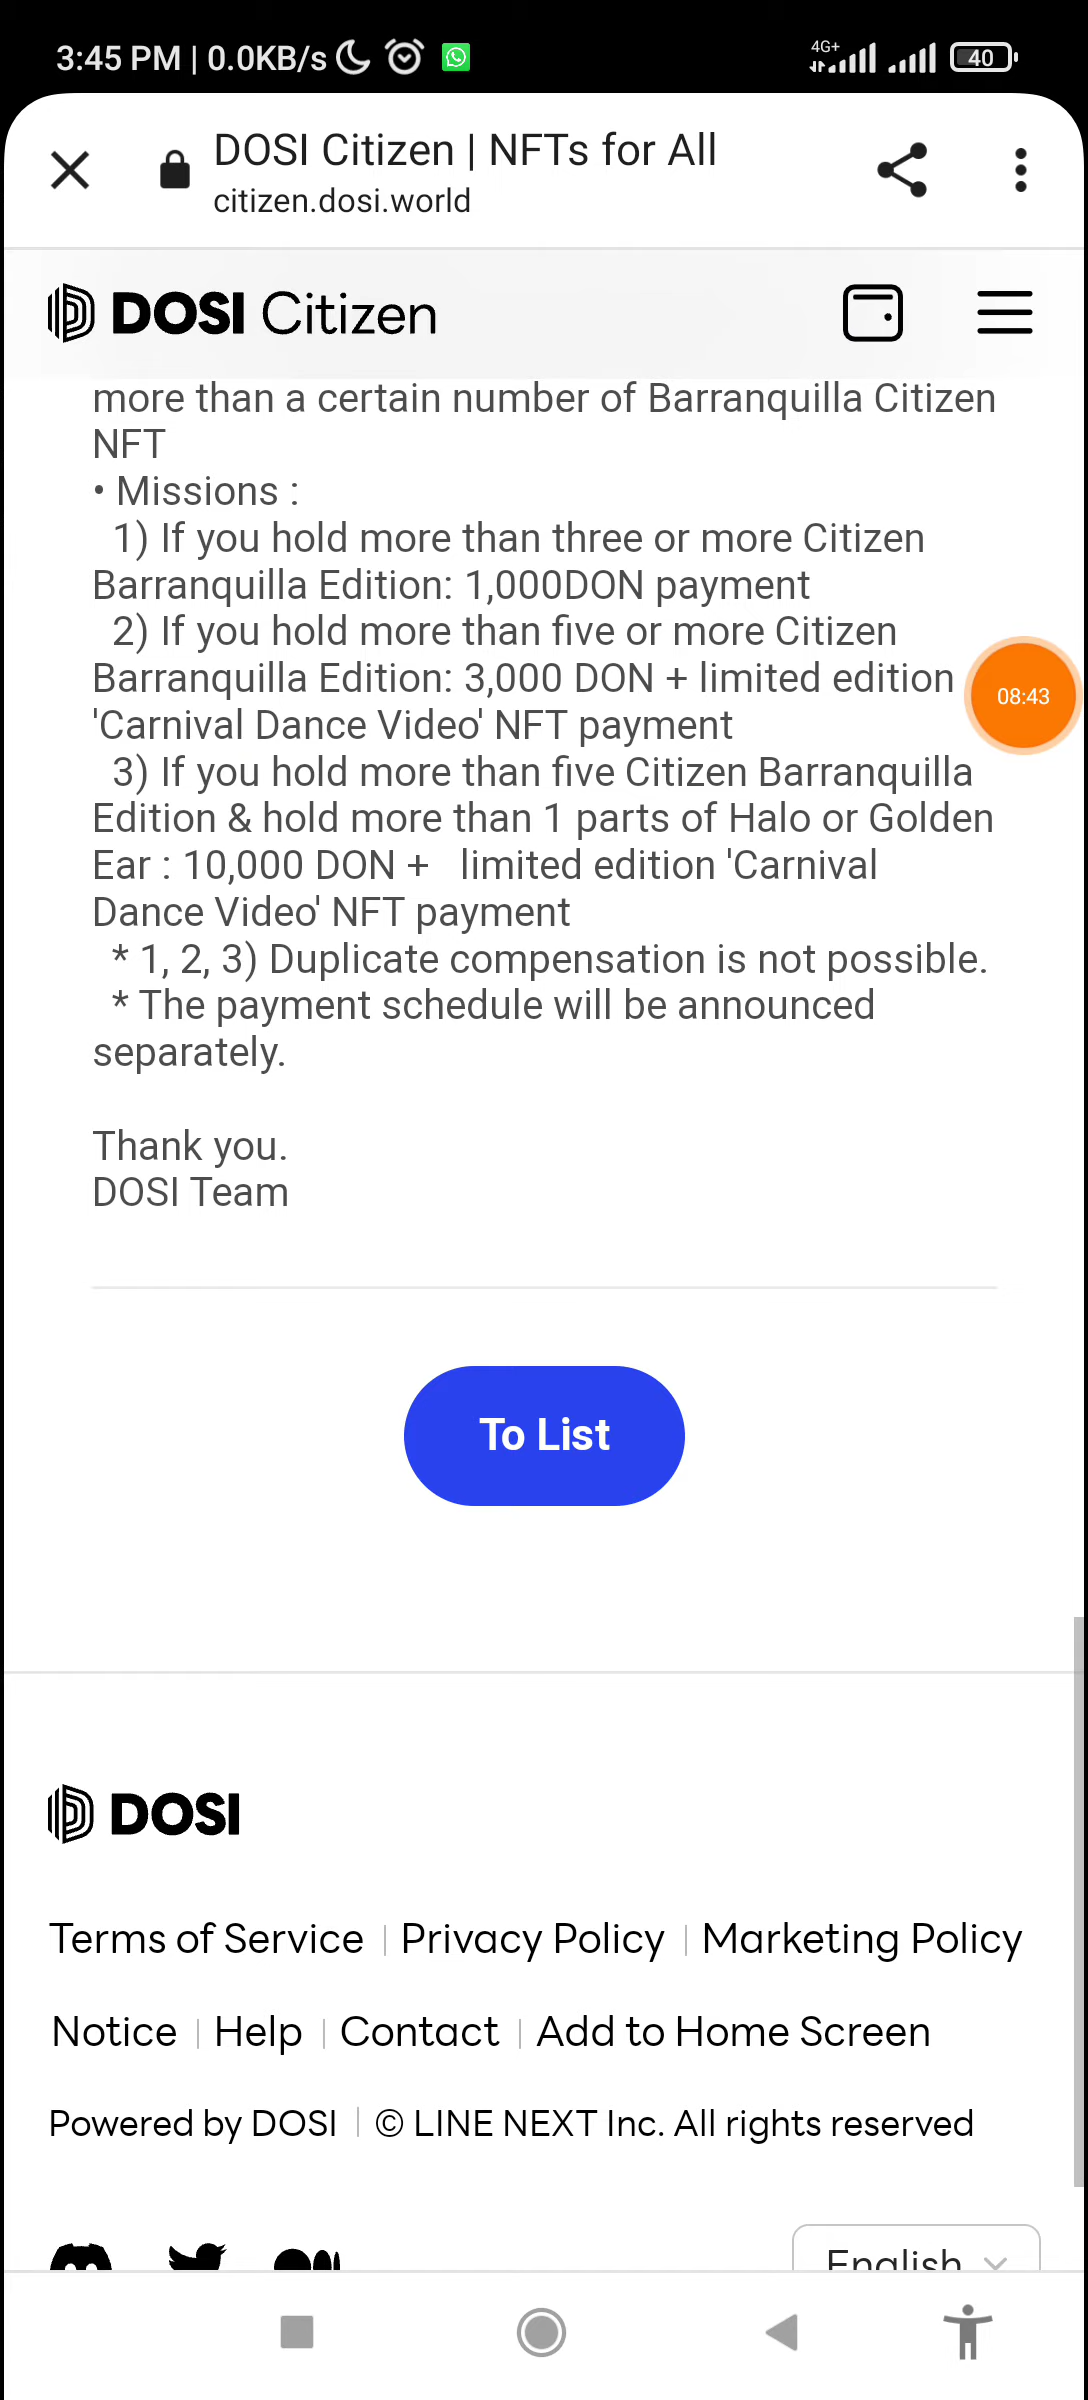 3:45 PM | 0.0KB/s
4G+
40
DOSI Citizen | NFTs for All
citizen.dosi.world
DOSI Citizen
more than a certain number of Barranquilla Citizen
NFT
• Missions :
1) If you hold more than three or more Citizen
Barranquilla Edition: 1,000DON payment
2) If you hold more than five or more Citizen
Barranquilla Edition: 3,000 DON + limited edition
'Carnival Dance Video' NFT payment
08:43
3) If you hold more than five Citizen Barranquilla
Edition & hold more than 1 parts of Halo or Golden
Ear : 10,000 DON +   limited edition 'Carnival
Dance Video' NFT payment
* 1, 2, 3) Duplicate compensation is not possible.
* The payment schedule will be announced
separately.
Thank you.
DOSI Team
To List
DOSI
Terms of Service | Privacy Policy | Marketing Policy
Notice | Help | Contact | Add to Home Screen
Powered by DOSI | © LINE NEXT Inc. All rights reserved
English